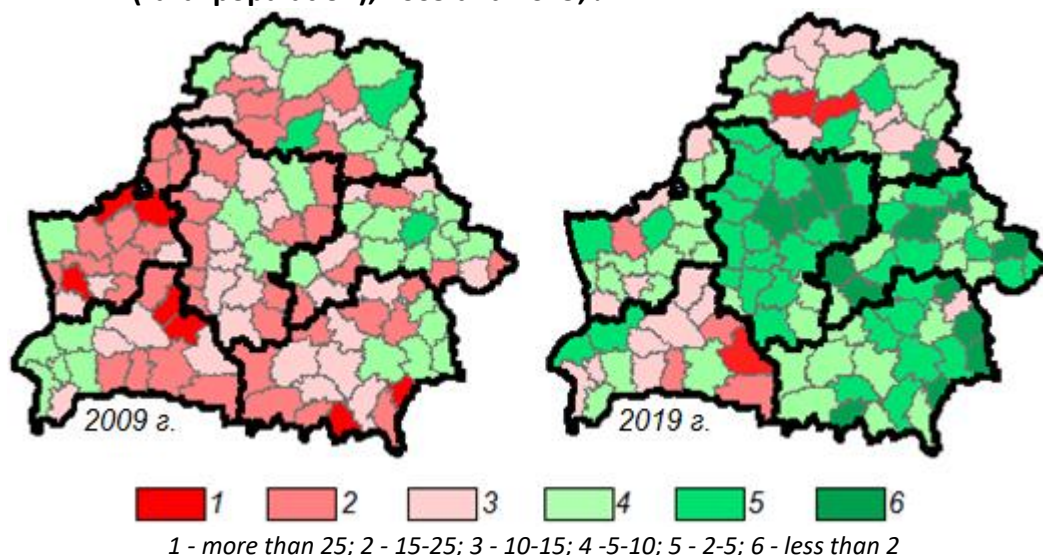 2009 г.
2019 г.
1 2 3 4 5 6
1 - more than 25; 2 - 15-25; 3 - 10-15; 4 -5-10; 5 - 2-5; 6 - less than 2